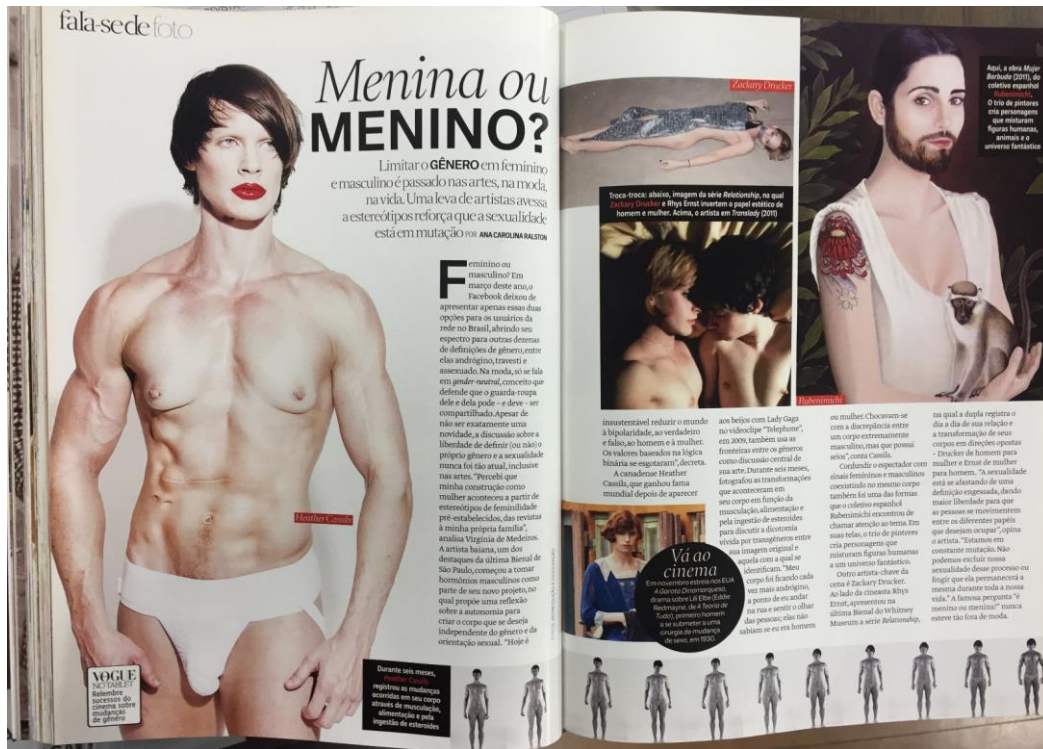 fala-se de foto
Menina ou
MENINO?
Limitar o GÊNERO em feminino
e masculino é passado nas artes, na moda,
na vida. Uma leva de artistas avessa
a estereótipos reforça que a sexualidade
está em mutação POR ANA CAROLINA RALSTON
Feminino ou
masculino? Em
março deste ano, o
Facebook deixou de
apresentar apenas essas duas
opções para os usuários da
rede no Brasil, abrindo seu
espectro para outras dezenas
de definições de gênero, entre
elas andrógino, travesti e
assexuado. Na moda, só se fala
em gender-neutral, conceito que
defende que o guarda-roupa
dele e dela pode – e deve – ser
compartilhado. Apesar de
não ser exatamente uma
novidade, a discussão sobre a
liberdade de definir (ou não) o
próprio gênero e a sexualidade
nunca foi tão atual, inclusive
nas artes. "Percebi que
minha construção como
mulher aconteceu a partir de
estereótipos de feminilidade
pré-estabelecidos, das revistas
à minha própria família",
analisa Virginia de Medeiros.
A artista baiana, um dos
destaques da última Bienal de
São Paulo, começou a tomar
hormônios masculinos como
parte de seu novo projeto, no
qual propõe uma reflexão
sobre a autonomia para
criar o corpo que se deseja
independente do gênero e da
orientação sexual. "Hoje é
Heather Cassils
VOGUE
NO TABLET
Relembre
sucessos do
cinema sobre
mudanças
de gênero
Durante seis meses,
Heather Cassils
registrou as mudanças
ocorridas em seu corpo
através de musculação,
alimentação e pela
ingestão de esteroides
Zackary Drucker
Troca-troca: abaixo, imagem da série Relationship, na qual
Zackary Drucker e Rhys Ernst invertem o papel estético de
homem e mulher. Acima, o artista em Translady (2011)
Aqui, a obra Mujer
Barbuda (2011), do
coletivo espanhol
Rubenimichi.
O trio de pintores
cria personagens
que misturam
figuras humanas,
animais e o
universo fantástico
Rubenimichi
insustentável reduzir o mundo
à bipolaridade, ao verdadeiro
e falso, ao homem e à mulher.
Os valores baseados na lógica
binária se esgotaram", decreta.
A canadense Heather
Cassils, que ganhou fama
mundial depois de aparecer
Vá ao
cinema
Em novembro estreia nos EUA
A Garota Dinamarquesa,
drama sobre Lili Elbe (Eddie
Redmayne, de A Teoria de
Tudo), primeiro homem
a se submeter a uma
cirurgia de mudança
de sexo, em 1930.
aos beijos com Lady Gaga
no videoclipe "Telephone",
em 2009, também usa as
fronteiras entre os gêneros
como discussão central de
sua arte. Durante seis meses,
fotografou as transformações
que aconteceram em
seu corpo em função da
musculação, alimentação e
pela ingestão de esteroides
para discutir a dicotomia
vivida por transgêneros entre
sua imagem original e
aquela com a qual se
identificam. "Meu
corpo foi ficando cada
vez mais andrógino,
a ponto de eu andar
na rua e sentir o olhar
das pessoas; elas não
sabiam se eu era homem
ou mulher. Chocavam-se
com a discrepância entre
um corpo extremamente
masculino, mas que possui
seios", conta Cassils.
Confundir o espectador com
sinais femininos e masculinos
coexistindo no mesmo corpo
também foi uma das formas
que o coletivo espanhol
Rubenimichi encontrou de
chamar atenção ao tema. Em
suas telas, o trio de pintores
cria personagens que
misturam figuras humanas
a um universo fantástico.
Outro artista-chave da
cena é Zackary Drucker.
Ao lado da cineasta Rhys
Ernst, apresentou na
última Bienal do Whitney
Museum a série Relationship,
na qual a dupla registra o
dia a dia de sua relação e
a transformação de seus
corpos em direções opostas
– Drucker de homem para
mulher e Ernst de mulher
para homem. "A sexualidade
está se afastando de uma
definição engessada, dando
maior liberdade para que
as pessoas se movimentem
entre os diferentes papéis
que desejam ocupar", opina
o artista. "Estamos em
constante mutação. Não
podemos excluir nossa
sexualidade desse processo ou
fingir que ela permanecerá a
mesma durante toda a nossa
vida." A famosa pergunta "é
menino ou menina?" nunca
esteve tão fora de moda.